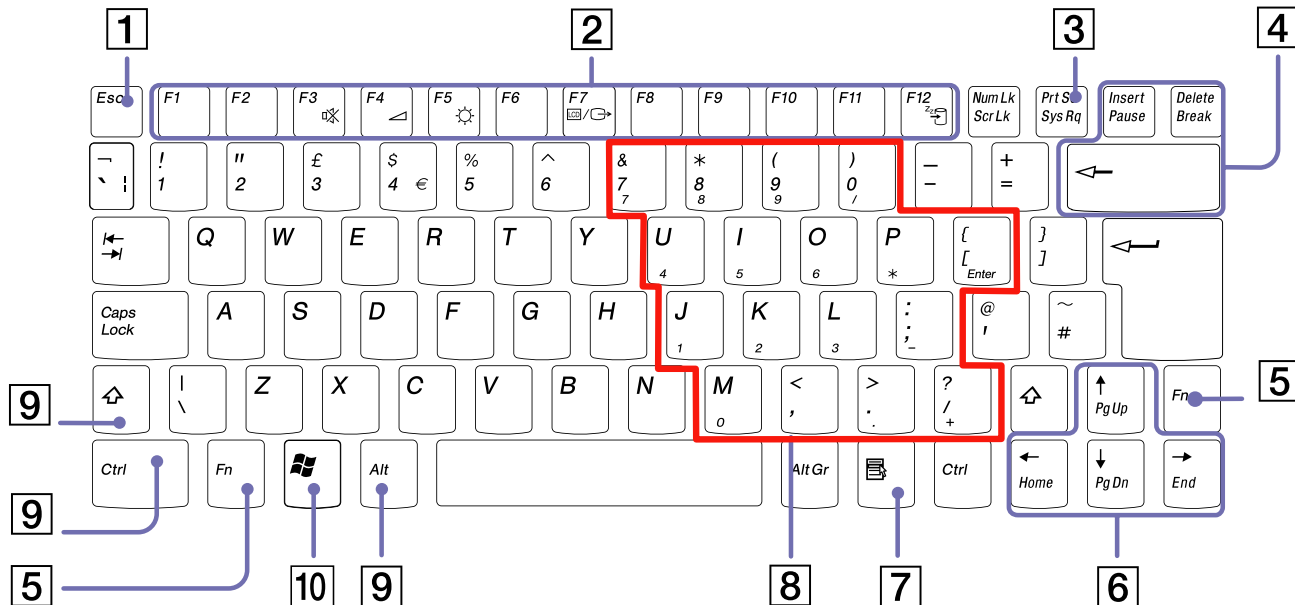 1 2 3 4
Esc F1 F2 F3 F4 F5 F6 F7 F8 F9 F10 F11 F12 Num Lk Prt S Insert Delete
LCD / Zzz Scr Lk Sys Rq Pause Break
¬ ! " £ $ % ^ & * ( ) _ +
` ¦ 1 2 3 4 € 5 6 7 8 9 0 - =
7 8 9 /
Q W E R T Y U I O P { }
[ ]
4 5 6 * Enter
Caps A S D F G H J K L : @ ~
Lock ; ' #
1 2 3 -
9 | Z X C V B N M < > ? Fn 5
\ , . / Pg Up
0 . +
Ctrl Fn Alt Alt Gr Ctrl Home Pg Dn End
9
5 10 9 8 7 6